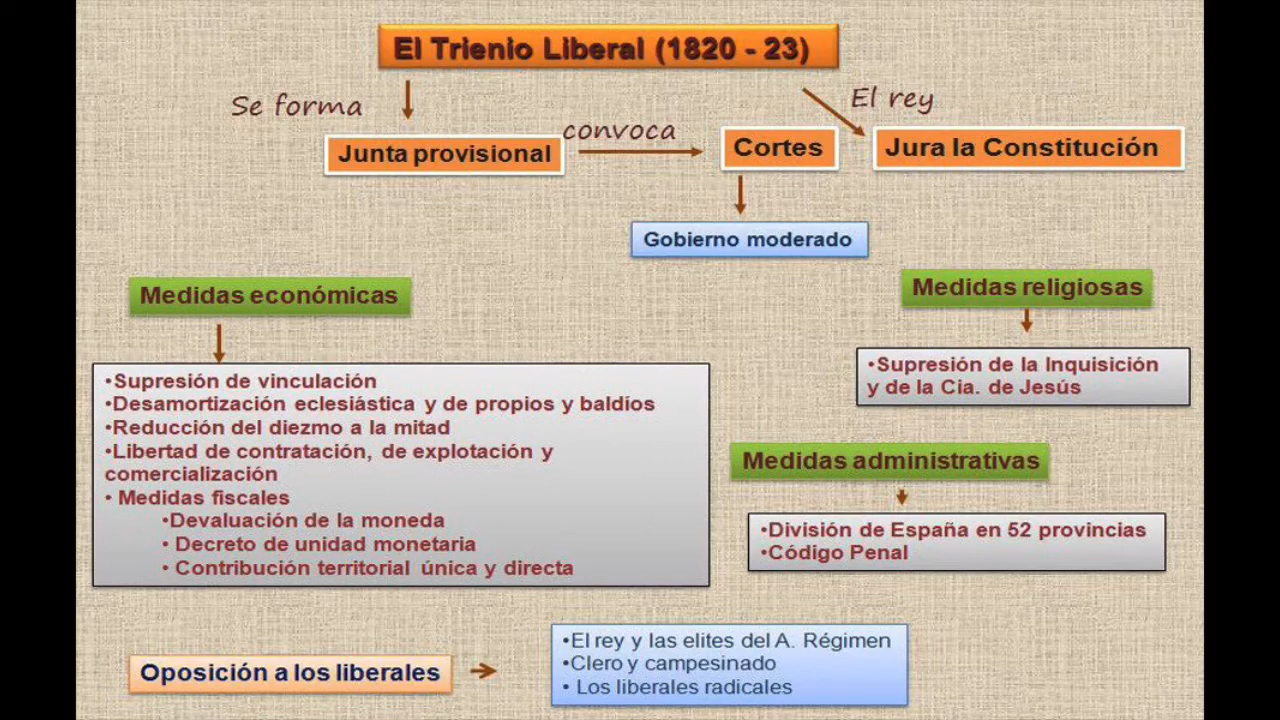 El Trienio Liberal (1820 - 23)
Se forma
El rey
convoca
Junta provisional
Cortes
Jura la Constitución
Gobierno moderado
Medidas económicas
•Supresión de vinculación
•Desamortización eclesiástica y de propios y baldíos
•Reducción del diezmo a la mitad
•Libertad de contratación, de explotación y
comercialización
• Medidas fiscales
•Devaluación de la moneda
• Decreto de unidad monetaria
• Contribución territorial única y directa
Medidas religiosas
•Supresión de la Inquisición
y de la Cia. de Jesús
Medidas administrativas
•División de España en 52 provincias
•Código Penal
Oposición a los liberales
•El rey y las elites del A. Régimen
•Clero y campesinado
• Los liberales radicales